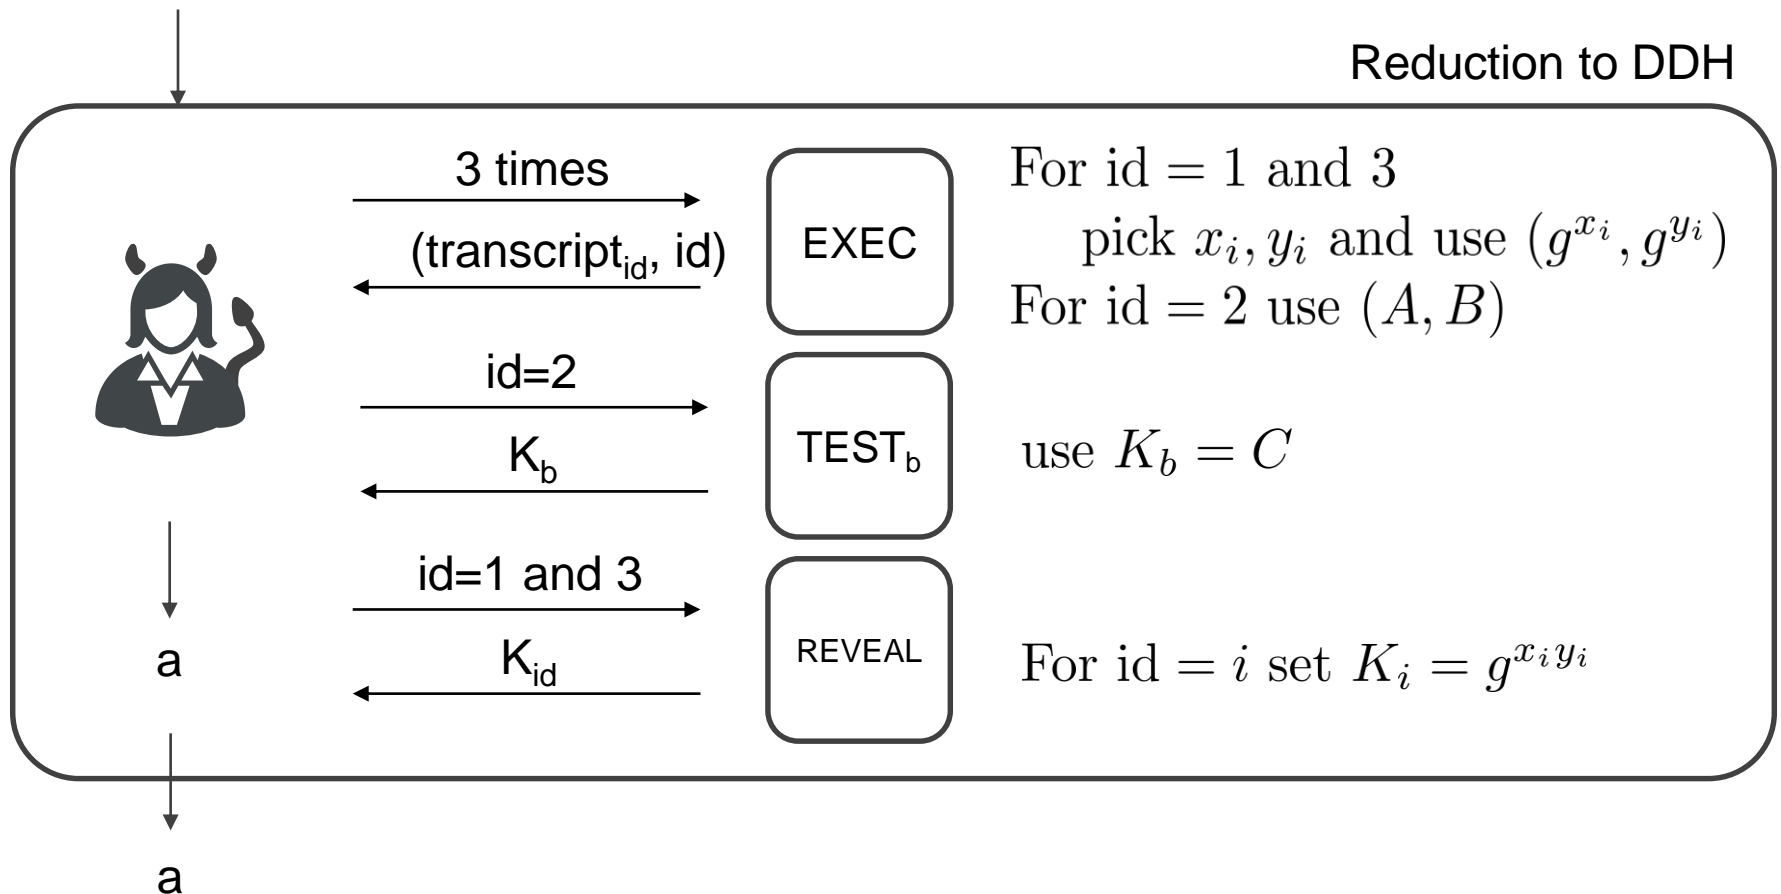 Reduction to DDH
3 times
(transcript_id, id)
EXEC
For id = 1 and 3
pick x_i, y_i and use (g^{x_i}, g^{y_i})
For id = 2 use (A, B)
id=2
K_b
TEST_b
use K_b = C
id=1 and 3
K_id
REVEAL
For id = i set K_i = g^{x_i y_i}
a
a